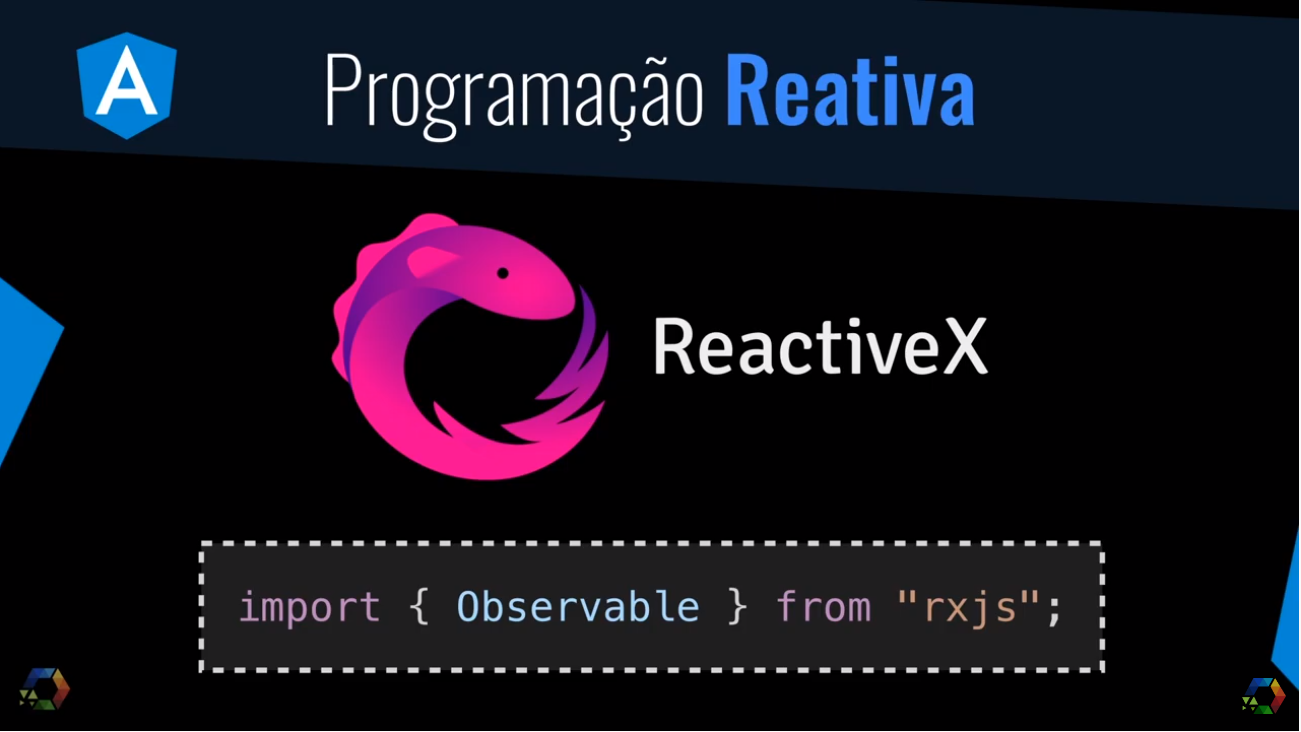 A
Programação Reativa
ReactiveX
import { Observable } from "rxjs";